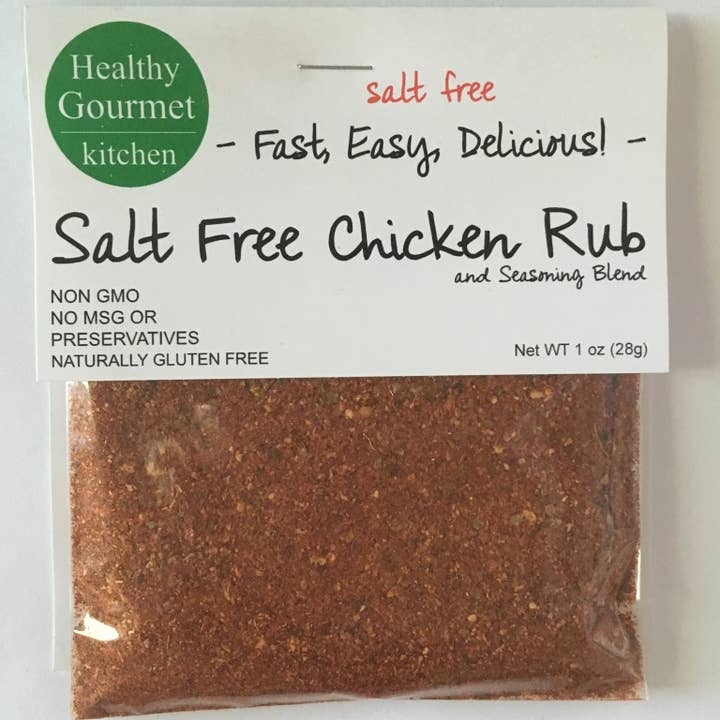 Healthy
Gourmet
kitchen
salt free
- Fast, Easy, Delicious! -
Salt Free Chicken Rub
and Seasoning Blend
NON GMO
NO MSG OR
PRESERVATIVES
NATURALLY GLUTEN FREE
Net WT 1 oz (28g)